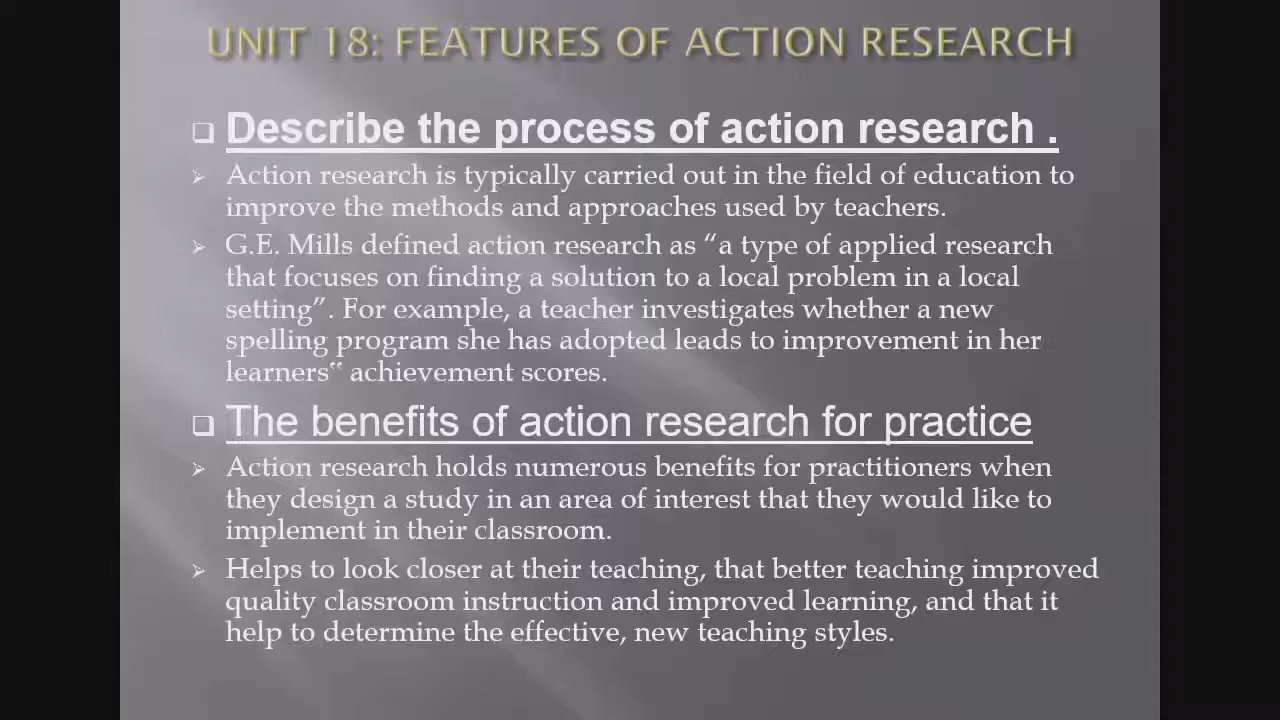 UNIT 18: FEATURES OF ACTION RESEARCH
Describe the process of action research .
Action research is typically carried out in the field of education to
improve the methods and approaches used by teachers.
G.E. Mills defined action research as “a type of applied research
that focuses on finding a solution to a local problem in a local
setting”. For example, a teacher investigates whether a new
spelling program she has adopted leads to improvement in her
learners‟ achievement scores.
The benefits of action research for practice
Action research holds numerous benefits for practitioners when
they design a study in an area of interest that they would like to
implement in their classroom.
Helps to look closer at their teaching, that better teaching improved
quality classroom instruction and improved learning, and that it
help to determine the effective, new teaching styles.